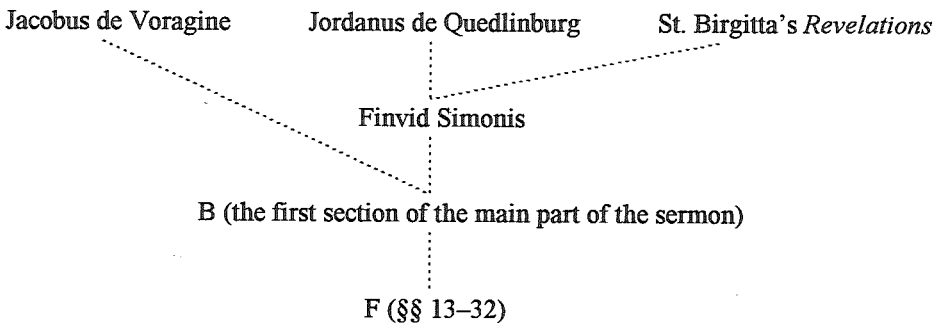 Jacobus de Voragine Jordanus de Quedlinburg St. Birgitta's Revelations
Finvid Simonis
B (the first section of the main part of the sermon)
F (§§ 13–32)